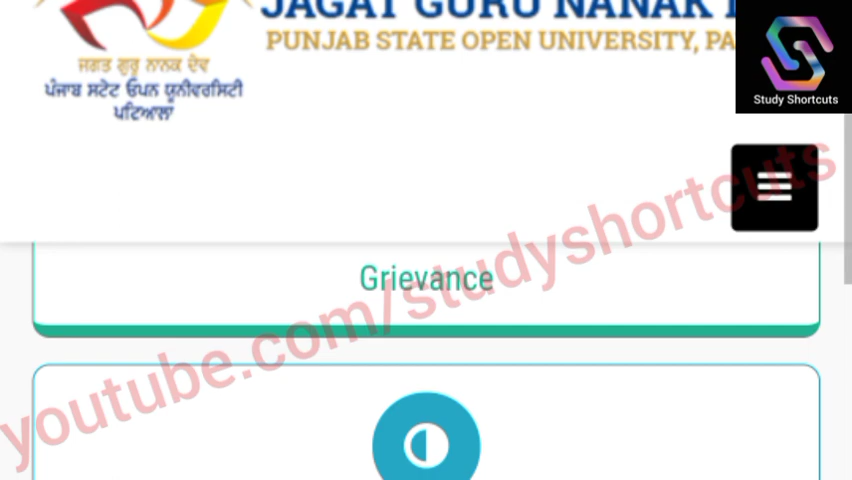 JAGAT GURU NANAK
PUNJAB STATE OPEN UNIVERSITY,
ਜਗਤ ਗੁਰੂ ਨਾਨਕ ਦੇਵ
ਪੰਜਾਬ ਸਟੇਟ ਓਪਨ ਯੂਨੀਵਰਸਿਟੀ
ਪਟਿਆਲਾ
Study Shortcuts
Grievance
youtube.com/studyshortcuts